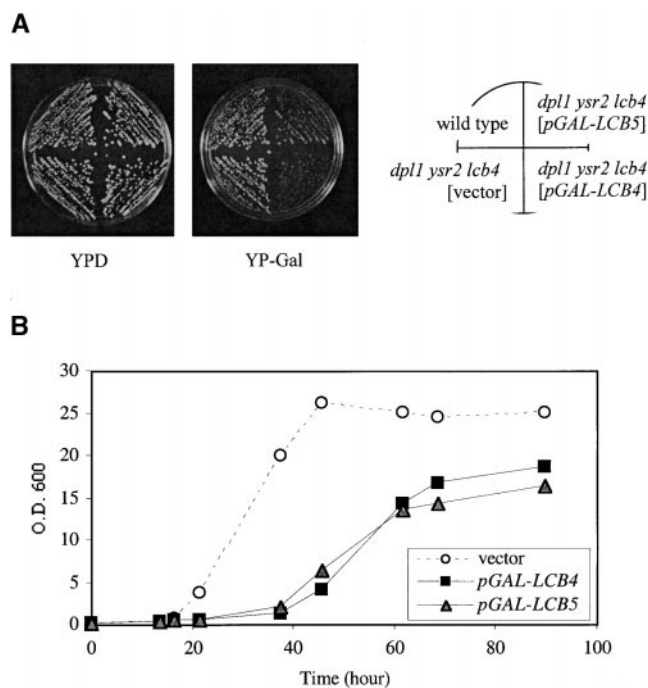 A
YPD
YP-Gal
wild type
dpl1 ysr2 lcb4
[pGAL-LCB5]
dpl1 ysr2 lcb4
[vector]
dpl1 ysr2 lcb4
[pGAL-LCB4]
B
O.D. 600
30
25
20
15
10
5
0
0
20
40
60
80
100
Time (hour)
vector
pGAL-LCB4
pGAL-LCB5